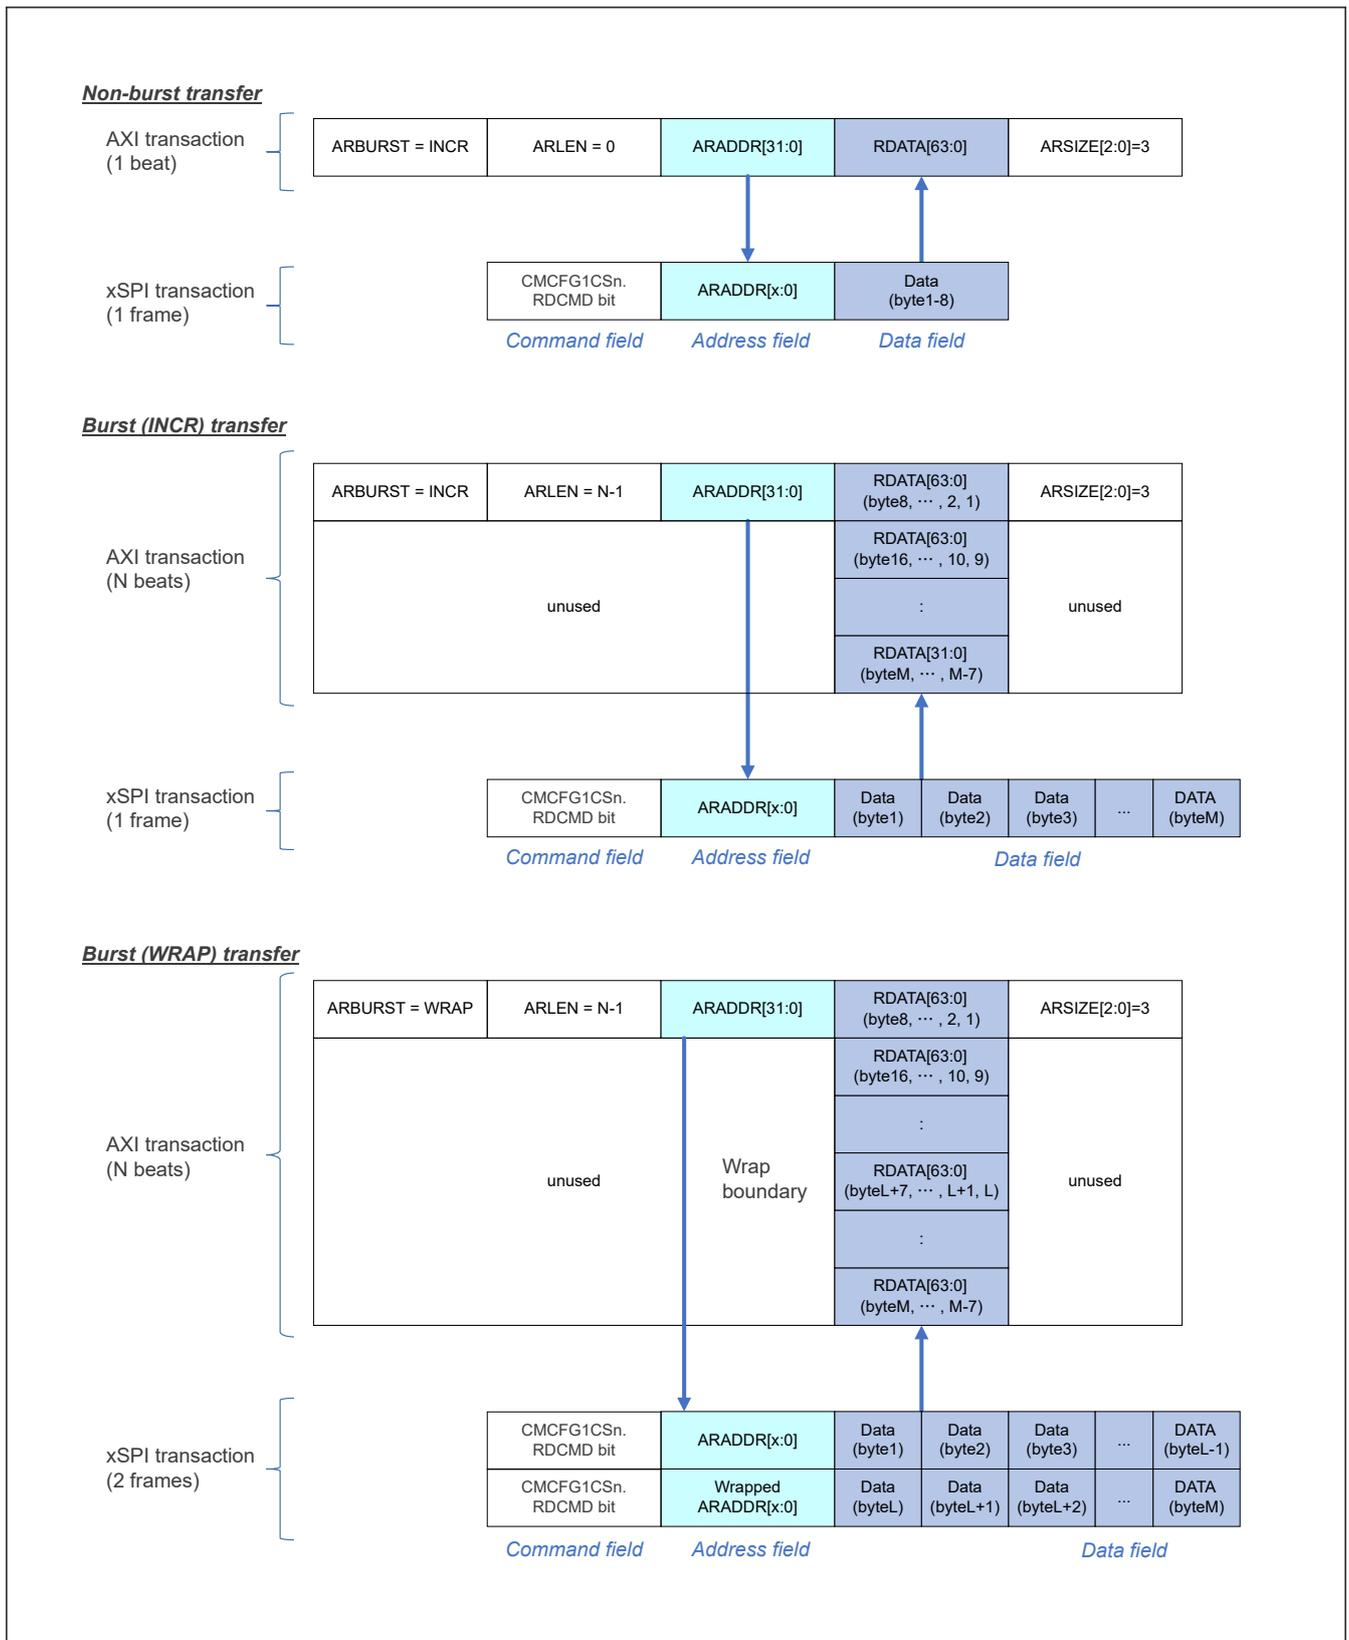 Non-burst transfer
AXI transaction
(1 beat)
ARBURST = INCR
ARLEN = 0
ARADDR[31:0]
RDATA[63:0]
ARSIZE[2:0]=3
xSPI transaction
(1 frame)
CMCFG1CSn.
RDCMD bit
ARADDR[x:0]
Data
(byte1-8)
Command field
Address field
Data field
Burst (INCR) transfer
AXI transaction
(N beats)
ARBURST = INCR
ARLEN = N-1
ARADDR[31:0]
RDATA[63:0]
(byte8, ⋯ , 2, 1)
ARSIZE[2:0]=3
unused
RDATA[63:0]
(byte16, ⋯ , 10, 9)
:
RDATA[31:0]
(byteM, ⋯ , M-7)
unused
xSPI transaction
(1 frame)
CMCFG1CSn.
RDCMD bit
ARADDR[x:0]
Data
(byte1)
Data
(byte2)
Data
(byte3)
...
DATA
(byteM)
Command field
Address field
Data field
Burst (WRAP) transfer
AXI transaction
(N beats)
ARBURST = WRAP
ARLEN = N-1
ARADDR[31:0]
RDATA[63:0]
(byte8, ⋯ , 2, 1)
ARSIZE[2:0]=3
unused
Wrap
boundary
RDATA[63:0]
(byte16, ⋯ , 10, 9)
:
RDATA[63:0]
(byteL+7, ⋯ , L+1, L)
:
RDATA[63:0]
(byteM, ⋯ , M-7)
unused
xSPI transaction
(2 frames)
CMCFG1CSn.
RDCMD bit
ARADDR[x:0]
Data
(byte1)
Data
(byte2)
Data
(byte3)
...
DATA
(byteL-1)
CMCFG1CSn.
RDCMD bit
Wrapped
ARADDR[x:0]
Data
(byteL)
Data
(byteL+1)
Data
(byteL+2)
...
DATA
(byteM)
Command field
Address field
Data field